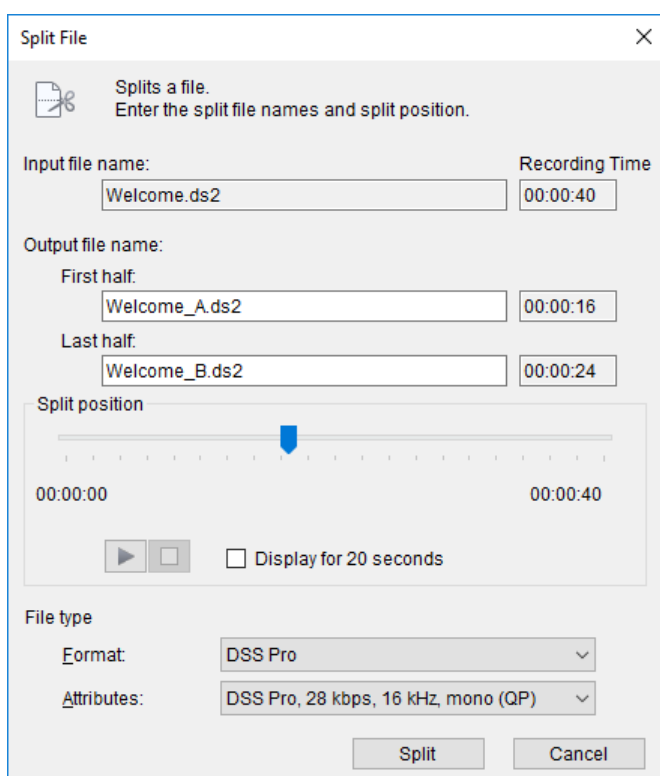 Split File
Splits a file.
Enter the split file names and split position.
Input file name:
Recording Time
Welcome.ds2
00:00:40
Output file name:
First half:
Welcome_A.ds2
00:00:16
Last half:
Welcome_B.ds2
00:00:24
Split position
00:00:00
00:00:40
Display for 20 seconds
File type
Format:
DSS Pro
Attributes:
DSS Pro, 28 kbps, 16 kHz, mono (QP)
Split
Cancel